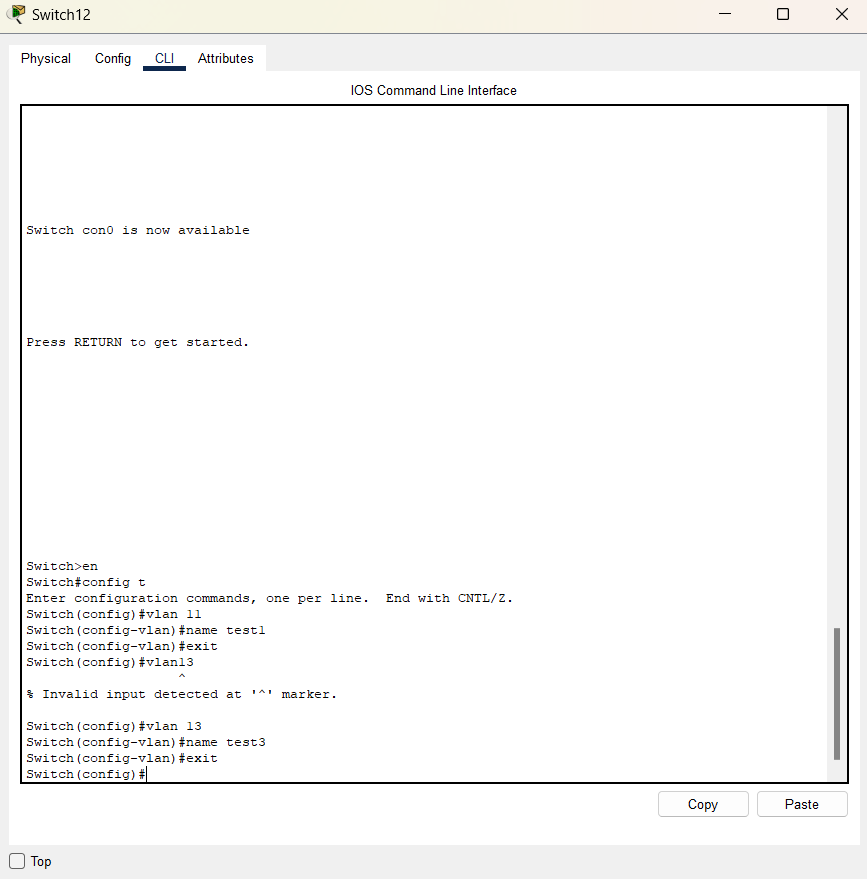 Switch12
Physical Config CLI Attributes
IOS Command Line Interface
Switch con0 is now available
Press RETURN to get started.
Switch>en
Switch#config t
Enter configuration commands, one per line.  End with CNTL/Z.
Switch(config)#vlan 11
Switch(config-vlan)#name test1
Switch(config-vlan)#exit
Switch(config)#vlan13
^
% Invalid input detected at '^' marker.
Switch(config)#vlan 13
Switch(config-vlan)#name test3
Switch(config-vlan)#exit
Switch(config)#
Copy Paste
Top